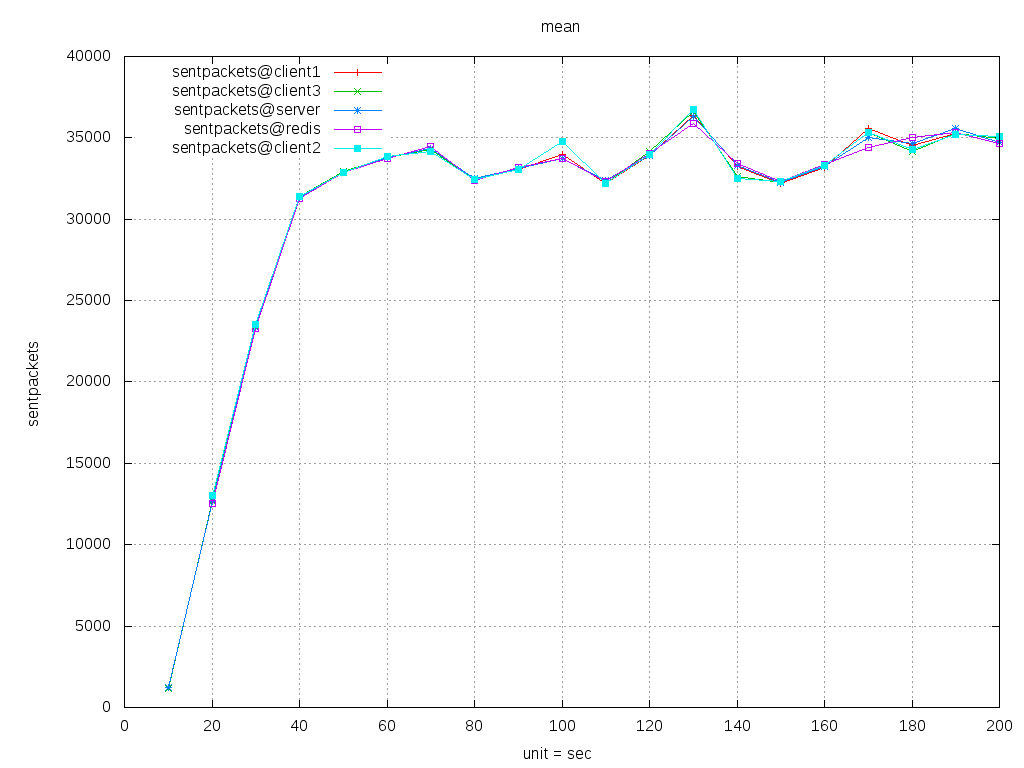 mean
40000
35000
30000
25000
20000
15000
10000
5000
0
sentpackets
sentpackets@client1
sentpackets@client3
sentpackets@server
sentpackets@redis
sentpackets@client2
0 20 40 60 80 100 120 140 160 180 200
unit = sec